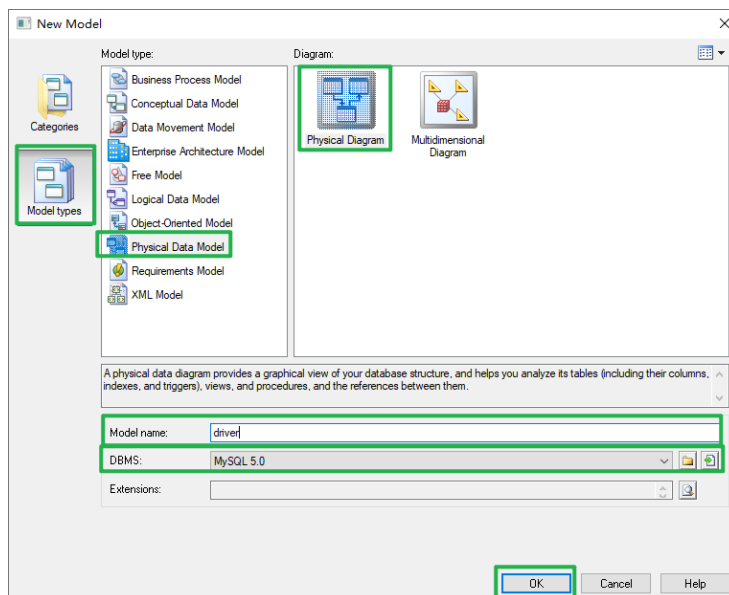 New Model
Model type:
Diagram:
Categories
Model types
Business Process Model
Conceptual Data Model
Data Movement Model
Enterprise Architecture Model
Free Model
Logical Data Model
Object-Oriented Model
Physical Data Model
Requirements Model
XML Model
Physical Diagram
Multidimensional
Diagram
A physical data diagram provides a graphical view of your database structure, and helps you analyze its tables (including their columns,
indexes, and triggers), views, and procedures, and the references between them.
Model name:
driver
DBMS:
MySQL 5.0
Extensions:
OK
Cancel
Help